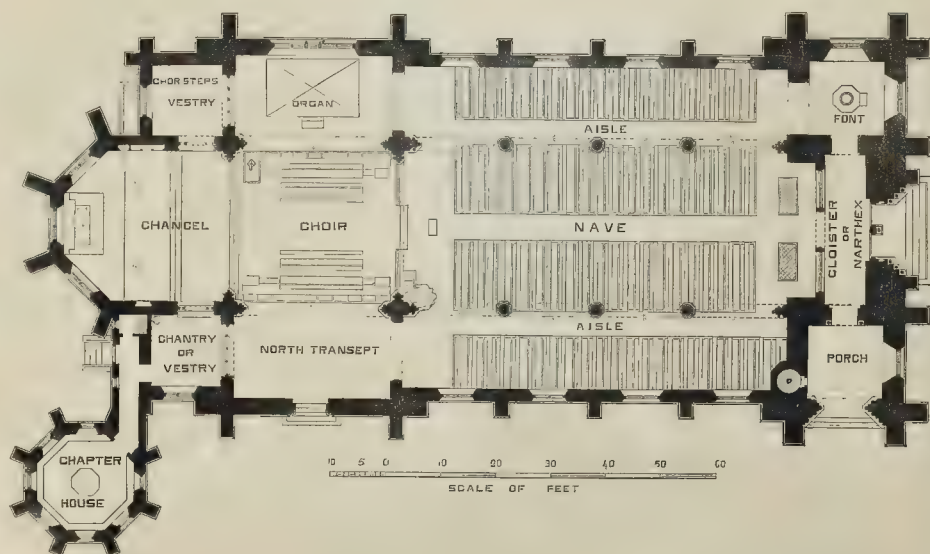 CHOR STEPS
VESTRY
ORGAN
FONT
AISLE
CHANCEL
CHOIR
NAVE
CLOISTER
OR
NARTHEX
AISLE
CHANTRY
OR
VESTRY
NORTH TRANSEPT
PORCH
CHAPTER
HOUSE
10 5 0 10 20 30 40 50 60
SCALE OF FEET